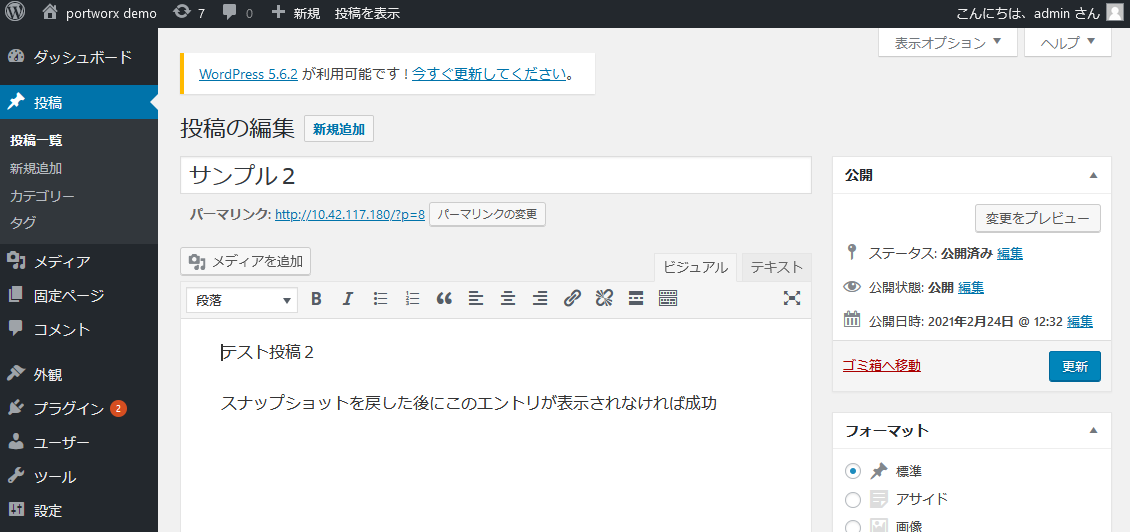 portworx demo 7 0 新規 投稿を表示 こんにちは、admin さん
表示オプション ヘルプ
ダッシュボード
投稿
投稿一覧
新規追加
カテゴリー
タグ
メディア
固定ページ
コメント
外観
プラグイン 2
ユーザー
ツール
設定
WordPress 5.6.2 が利用可能です ! 今すぐ更新してください。
投稿の編集 新規追加
サンプル２
パーマリンク: http://10.42.117.180/?p=8 パーマリンクの変更
メディアを追加 ビジュアル テキスト
段落 B I
テスト投稿２
スナップショットを戻した後にこのエントリが表示されなければ成功
公開
変更をプレビュー
ステータス: 公開済み 編集
公開状態: 公開 編集
公開日時: 2021年2月24日 @ 12:32 編集
ゴミ箱へ移動 更新
フォーマット
標準
アサイド
画像